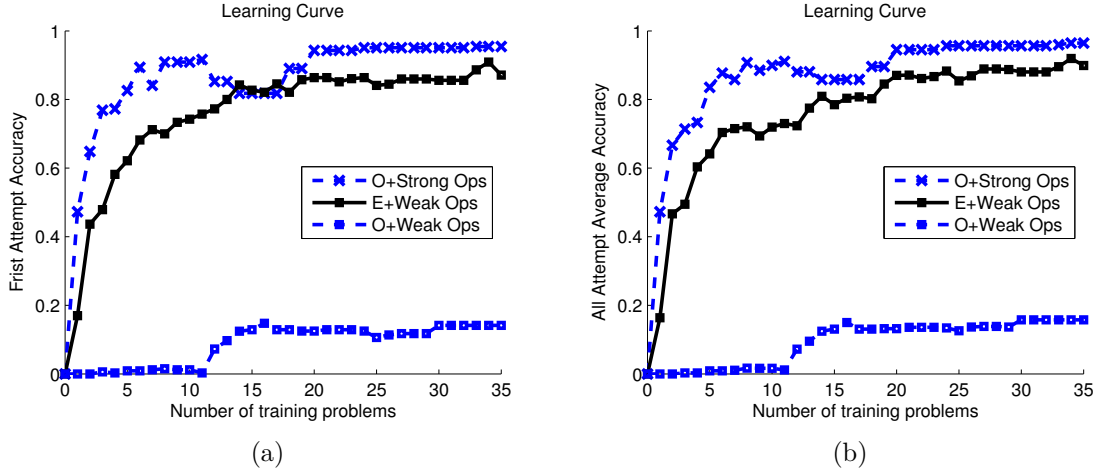 Learning Curve
Frist Attempt Accuracy
1
0.8
0.6
0.4
0.2
0
0 5 10 15 20 25 30 35
Number of training problems
O+Strong Ops
E+Weak Ops
O+Weak Ops
(a)
Learning Curve
All Attempt Average Accuracy
1
0.8
0.6
0.4
0.2
0
0 5 10 15 20 25 30 35
Number of training problems
O+Strong Ops
E+Weak Ops
O+Weak Ops
(b)